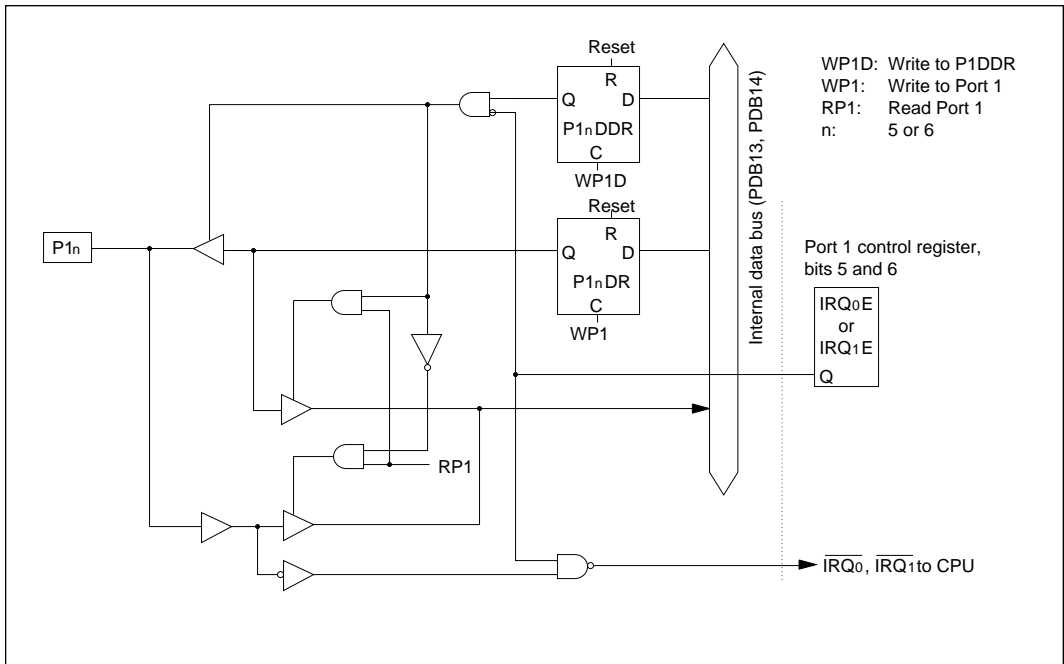 Reset
R
Q D
P1nDDR
C
WP1D
Reset
R
Q D
P1nDR
C
WP1
P1n
RP1
Internal data bus (PDB13, PDB14)
WP1D: Write to P1DDR
WP1: Write to Port 1
RP1: Read Port 1
n: 5 or 6
Port 1 control register,
bits 5 and 6
IRQ0E
or
IRQ1E
Q
IRQ0, IRQ1 to CPU